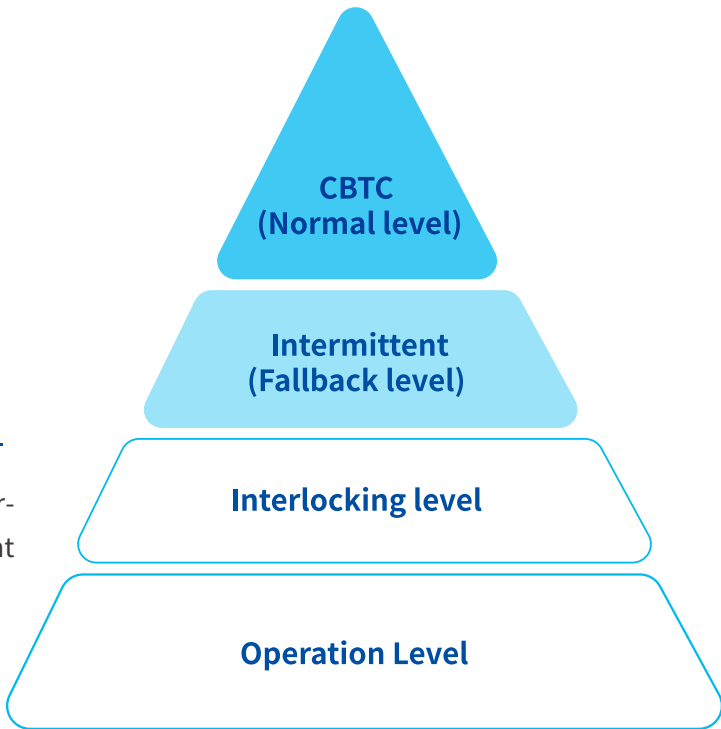 CBTC
(Normal level)
Intermittent
(Fallback level)
Interlocking level
Operation Level